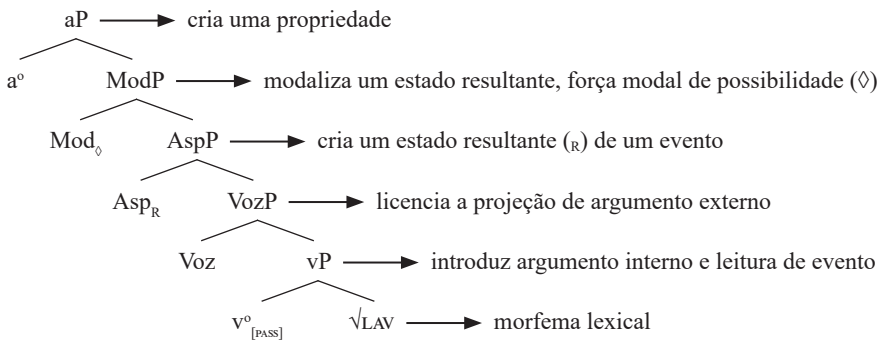 aP cria uma propriedade
aº ModP modaliza um estado resultante, força modal de possibilidade (◊)
Mod◊ AspP cria um estado resultante (R) de um evento
AspR VozP licencia a projeção de argumento externo
Voz vP introduz argumento interno e leitura de evento
vº[PASS] √LAV morfema lexical